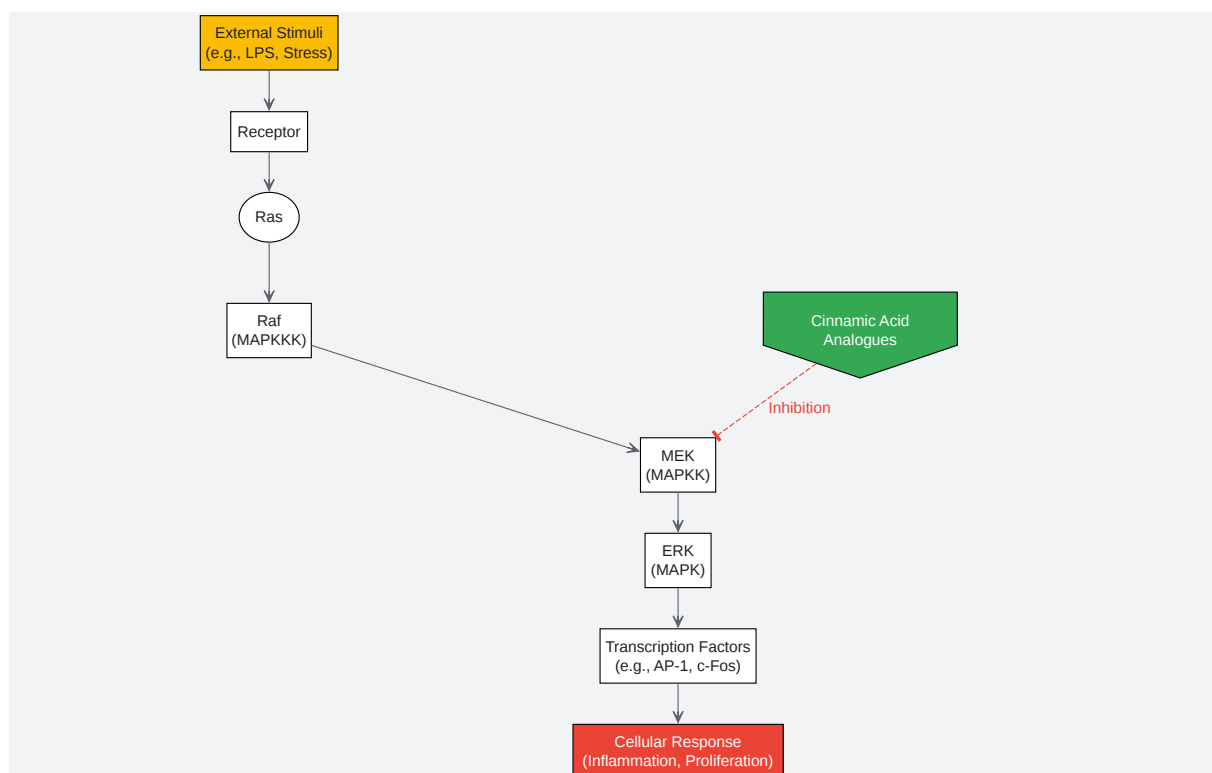 External Stimuli
(e.g., LPS, Stress)
Receptor
Ras
Raf
(MAPKKK)
Cinnamic Acid
Analogues
Inhibition
MEK
(MAPKK)
ERK
(MAPK)
Transcription Factors
(e.g., AP-1, c-Fos)
Cellular Response
(Inflammation, Proliferation)